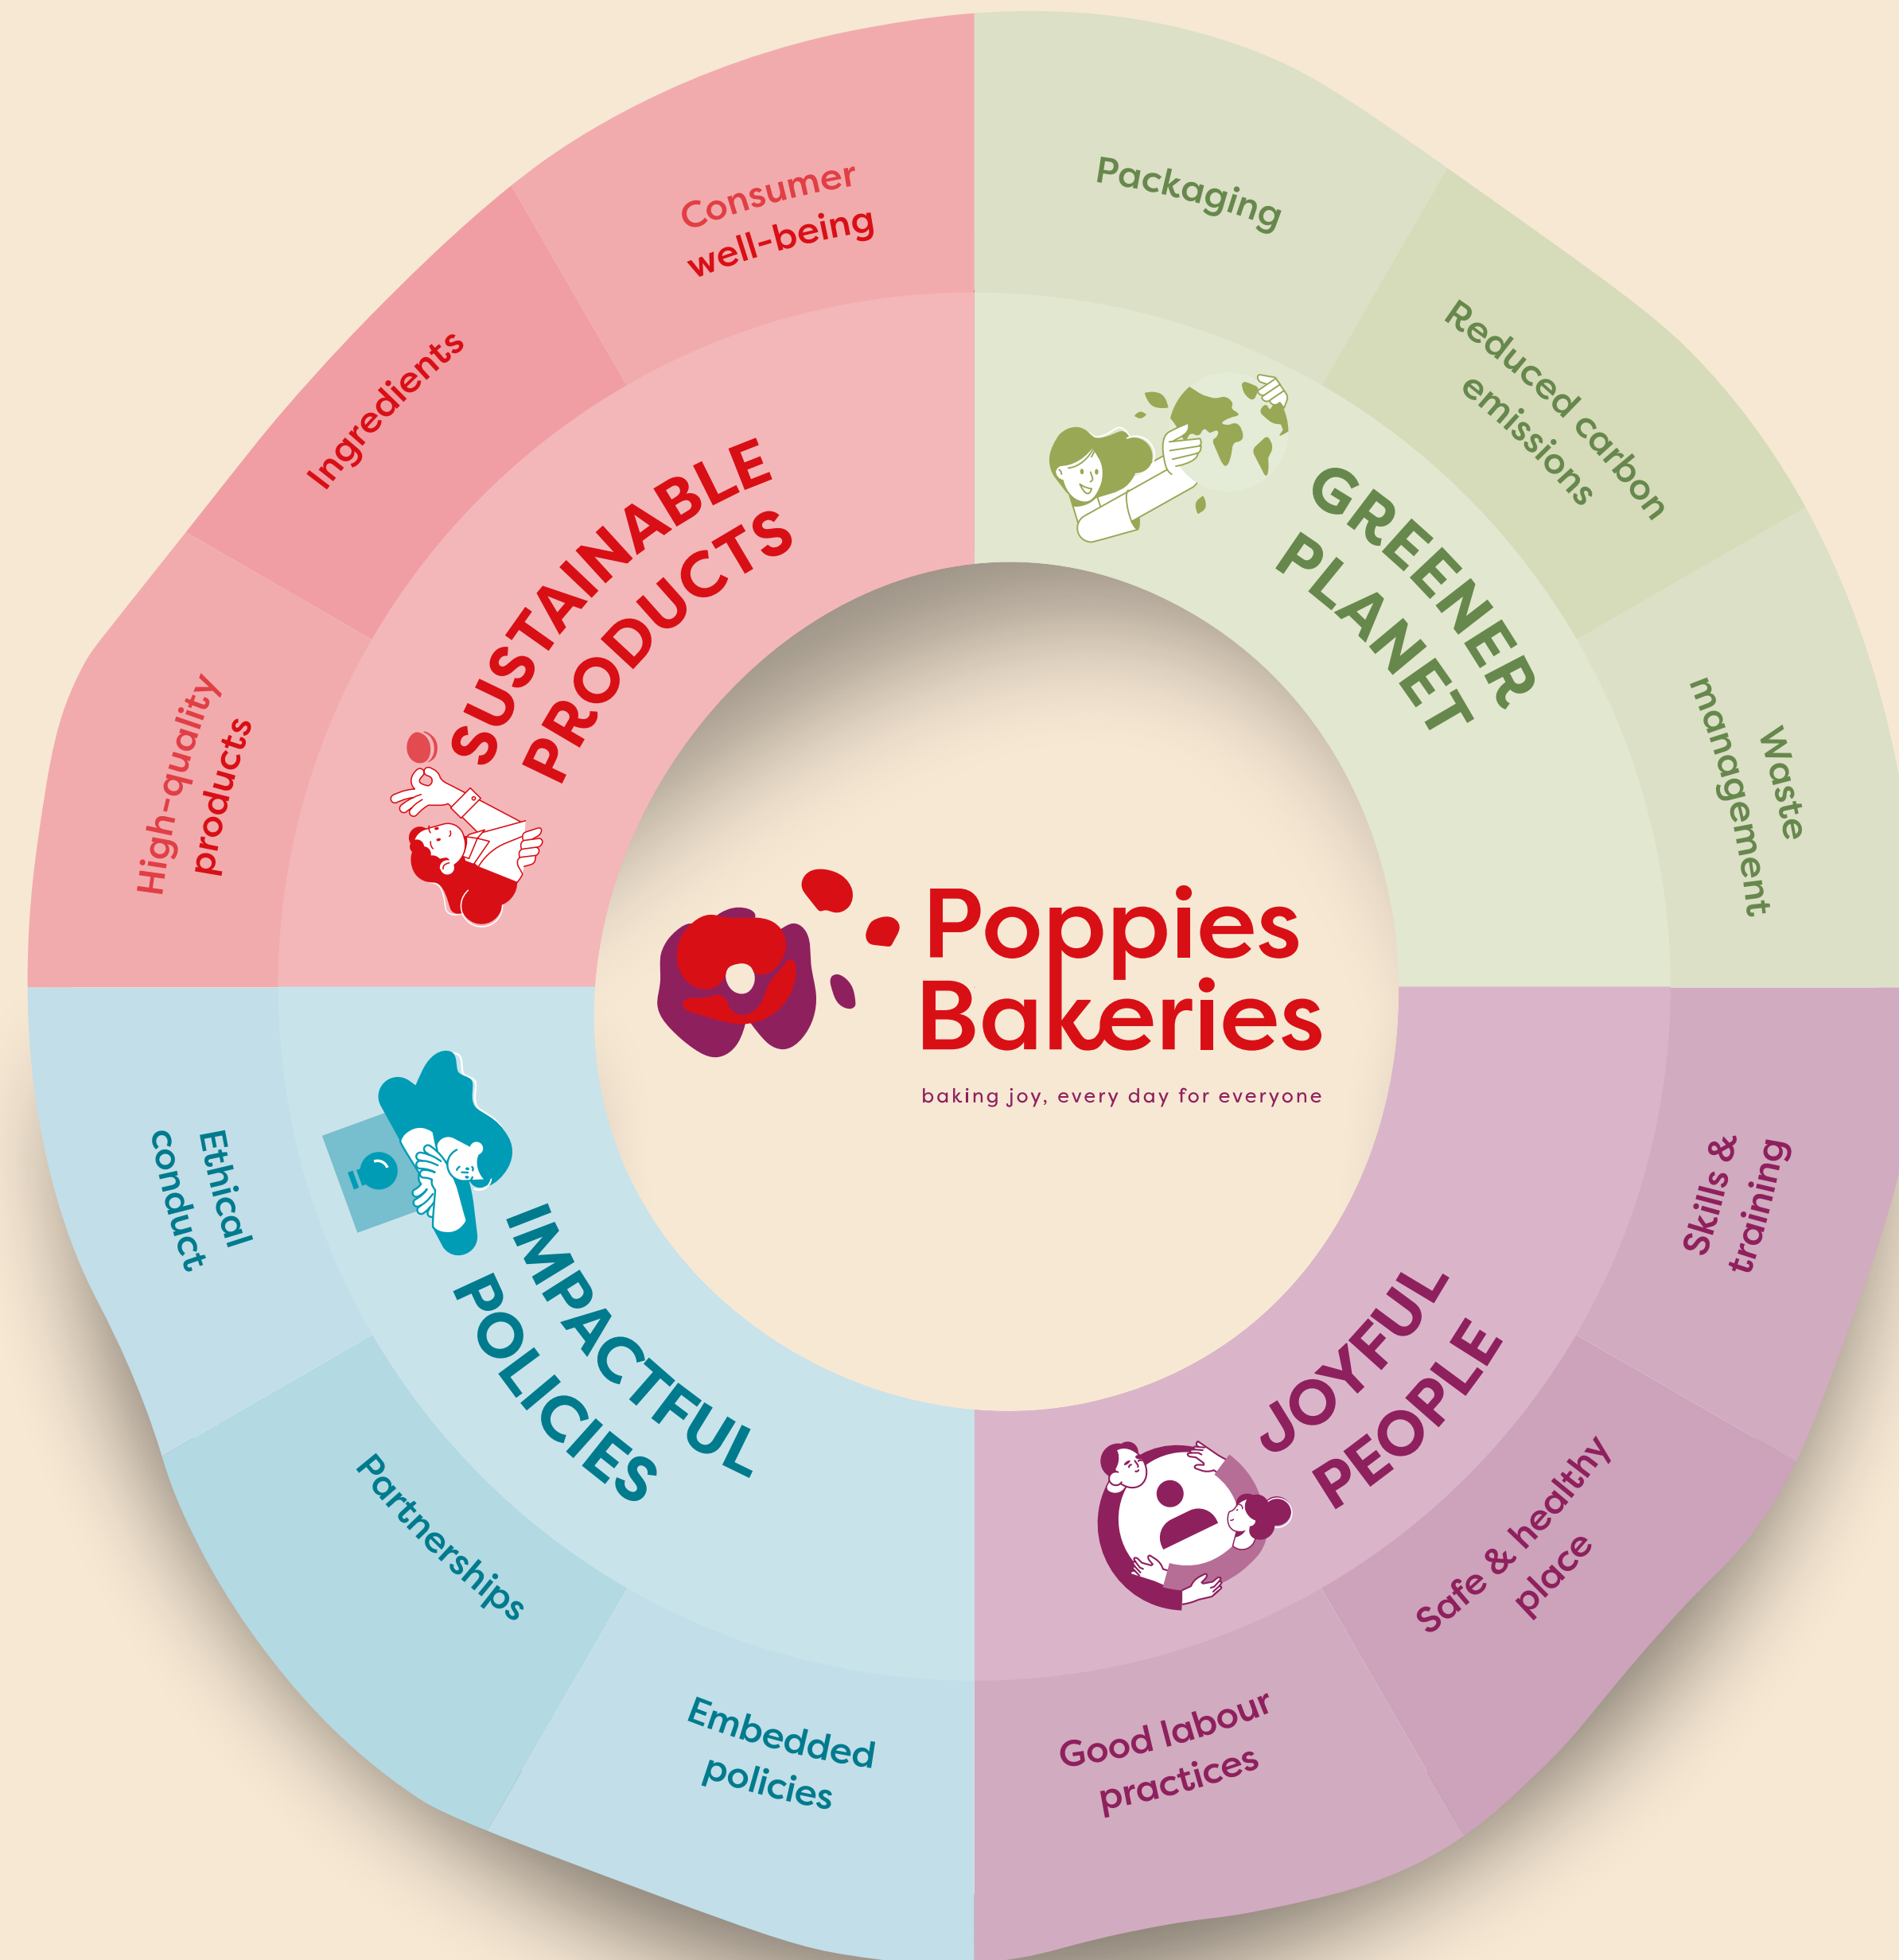 Consumer
well-being
Ingredients
High-quality
products
SUSTAINABLE
PRODUCTS
Packaging
Reduced carbon
emissions
Waste
management
GREENER
PLANET
Poppies
Bakeries
baking joy, every day for everyone
Ethical
conduct
Partnerships
Embedded
policies
IMPACTFUL
POLICIES
Skills &
training
Safe & healthy
place
Good labour
practices
JOYFUL
PEOPLE